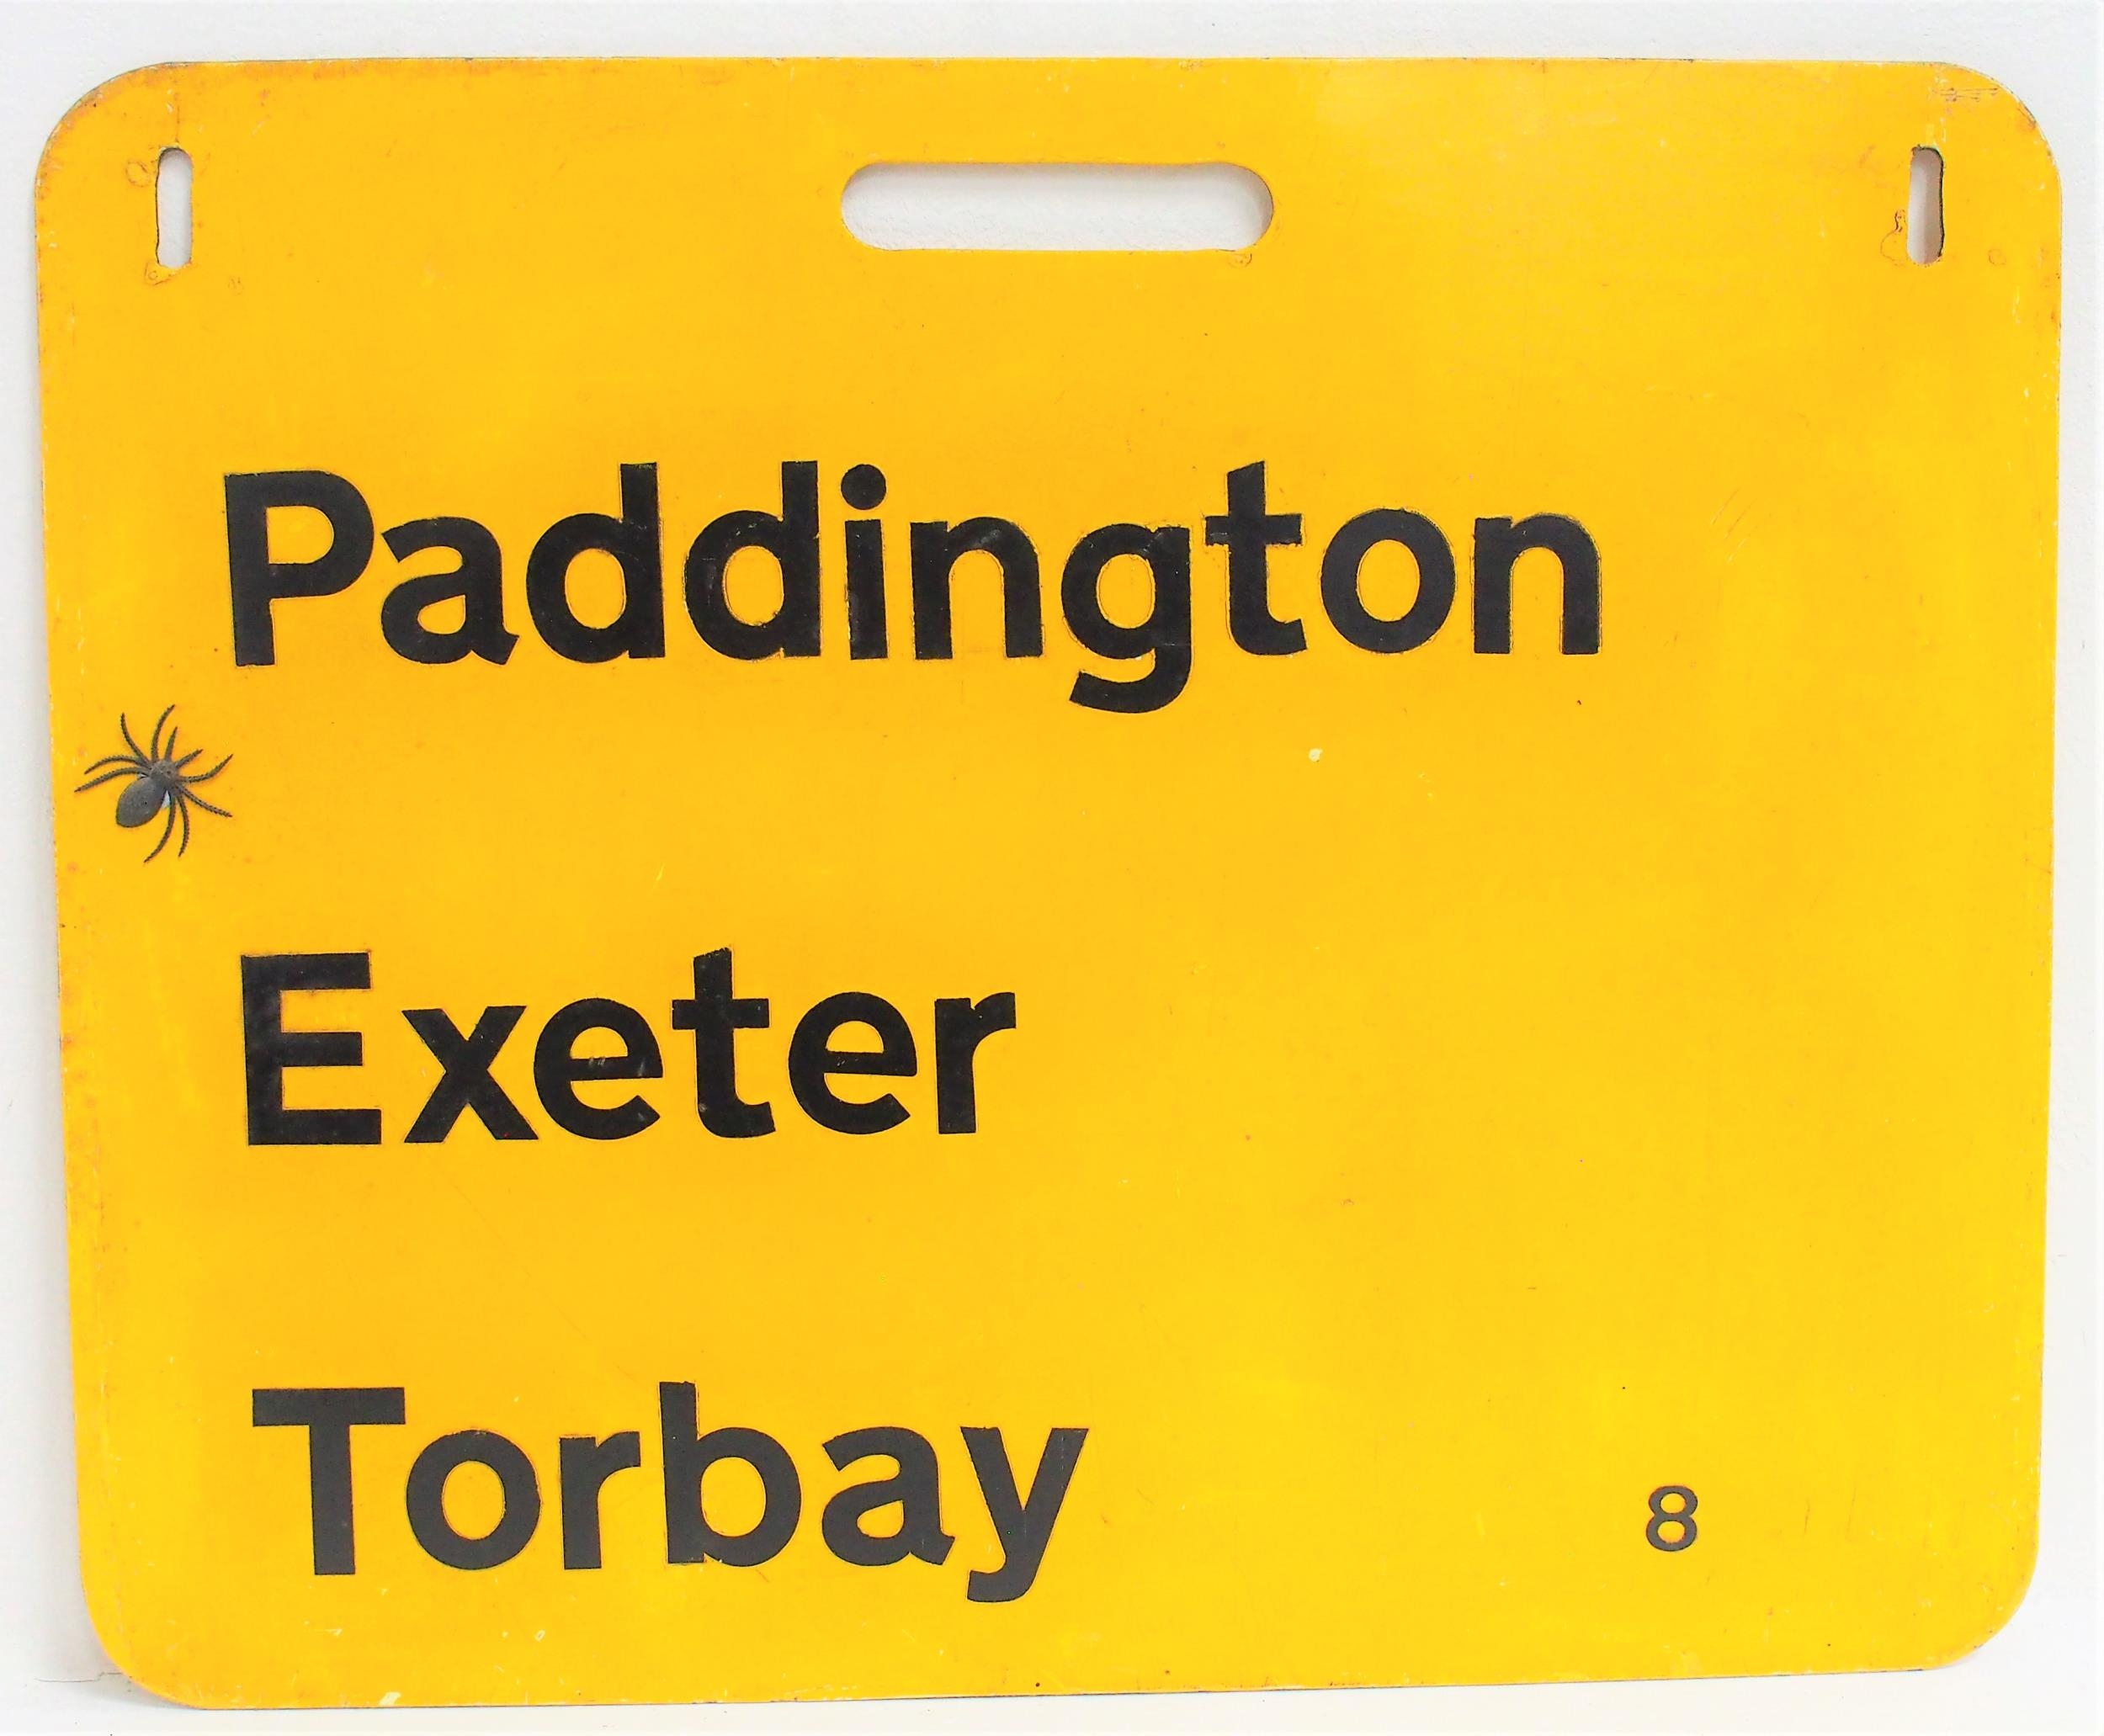 Paddington
Exeter
Torbay
8